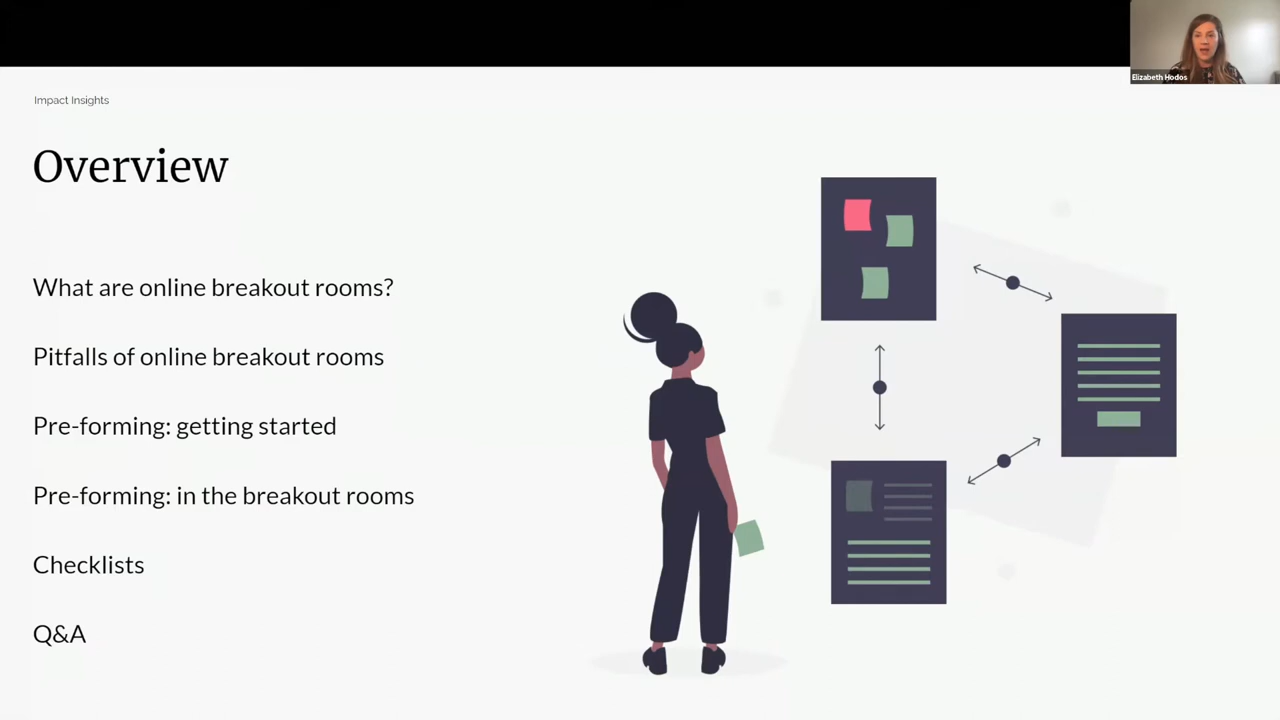 Elizabeth Hodos
Impact Insights
Overview
What are online breakout rooms?
Pitfalls of online breakout rooms
Pre-forming: getting started
Pre-forming: in the breakout rooms
Checklists
Q&A